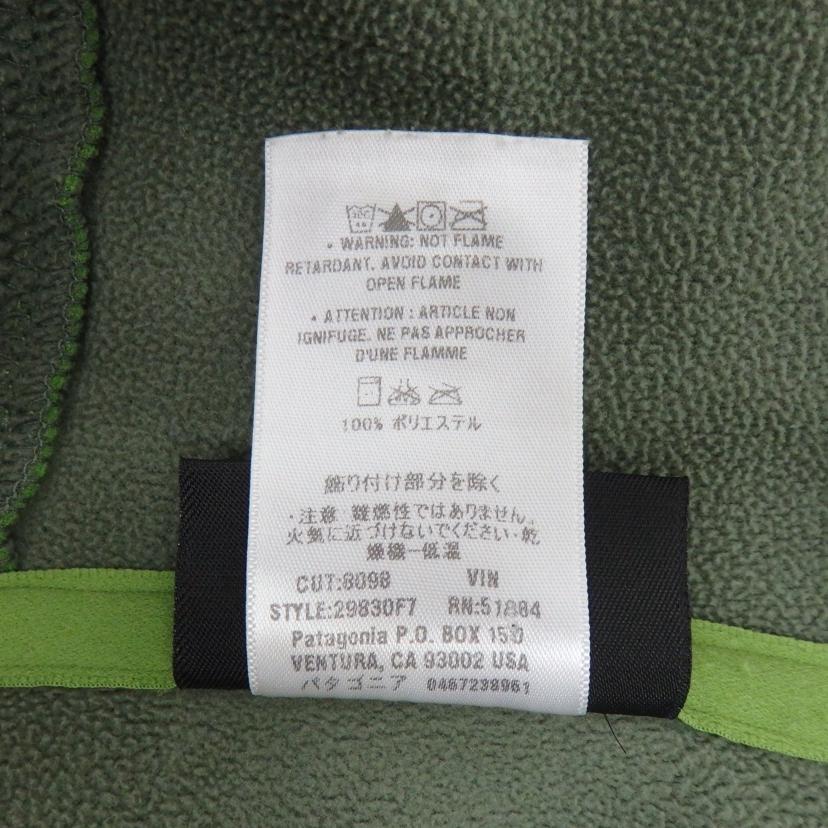 • WARNING: NOT FLAME
RETARDANT. AVOID CONTACT WITH
OPEN FLAME
• ATTENTION : ARTICLE NON
IGNIFUGE. NE PAS APPROCHER
D'UNE FLAMME
100% ポリエステル
飾り付け部分を除く
・注意 難燃性ではありません。
火気に近づけないでください・乾
燥機一低温
CUT:8098 VIN
STYLE:29830F7 RN:51884
Patagonia P.O. BOX 150
VENTURA, CA 93002 USA
パタゴニア 0467238961